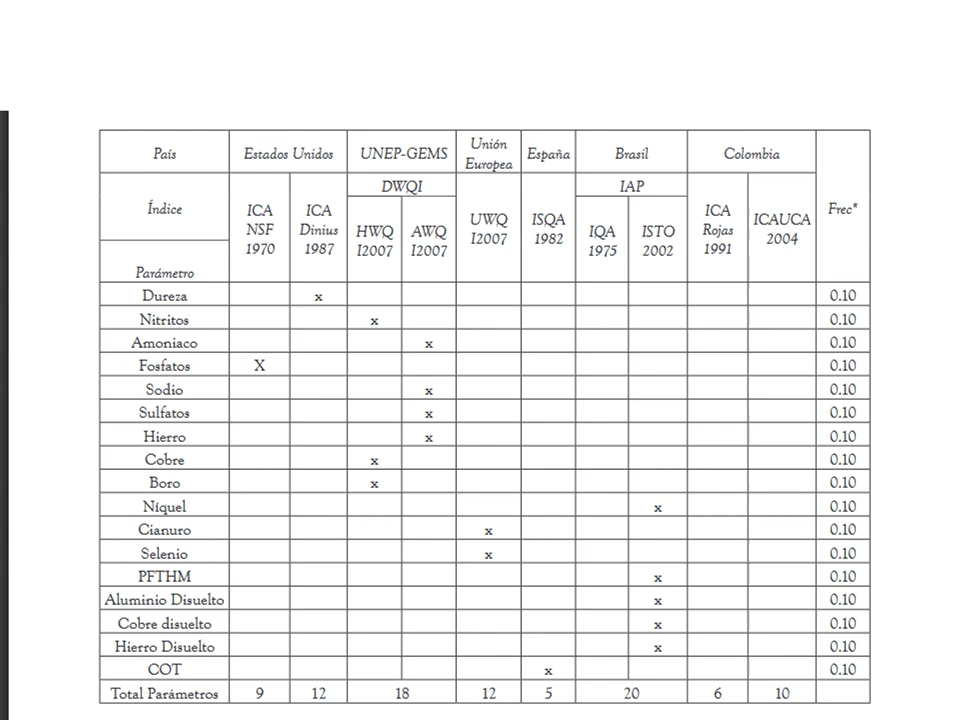 País Estados Unidos UNEP-GEMS Unión Europea España Brasil Colombia Frec*
Índice ICA NSF 1970 ICA Dinius 1987 DWQI HWQ I2007 AWQ I2007 UWQ I2007 ISQA 1982 IAP IQA 1975 ISTO 2002 ICA Rojas 1991 ICAUCA 2004
Parámetro
Dureza x 0.10
Nitritos x 0.10
Amoniaco x 0.10
Fosfatos X 0.10
Sodio x 0.10
Sulfatos x 0.10
Hierro x 0.10
Cobre x 0.10
Boro x 0.10
Níquel x 0.10
Cianuro x 0.10
Selenio x 0.10
PFTHM x 0.10
Aluminio Disuelto x 0.10
Cobre disuelto x 0.10
Hierro Disuelto x 0.10
COT x 0.10
Total Parámetros 9 12 18 12 5 20 6 10